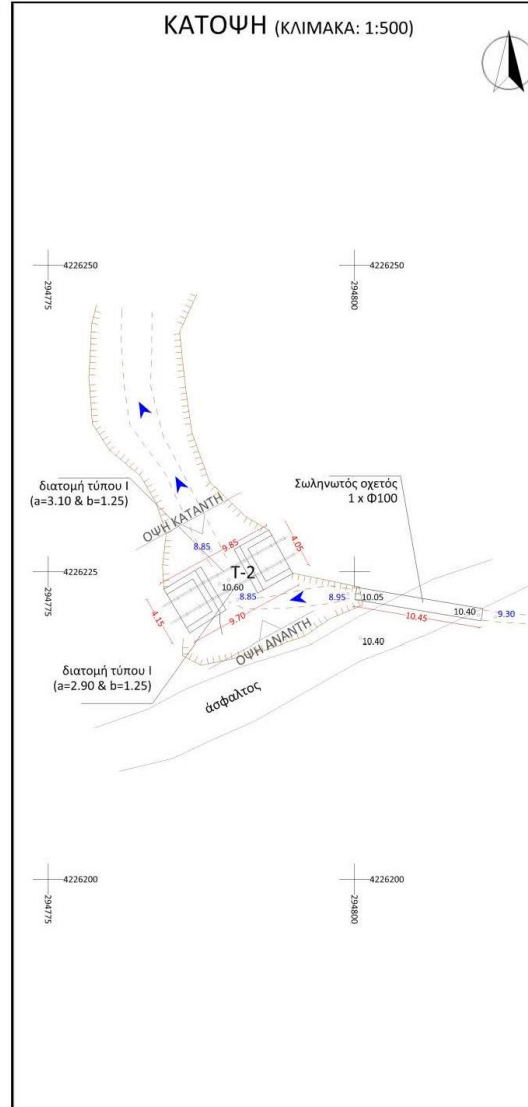 ΚΑΤΟΨΗ (ΚΛΙΜΑΚΑ: 1:500)
4226250
4226250
294775
294800
διατομή τύπου Ι
(a=3.10 & b=1.25)
Σωληνωτός οχετός
1 x Φ100
ΟΨΗ ΚΑΤΑΝΤΗ
8.85
9.85
4.05
4226225
T-2
4226225
294775
10.60
8.85
8.95
10.05
10.40
9.30
4.15
9.70
10.45
ΟΨΗ ΑΝΑΝΤΗ
10.40
διατομή τύπου Ι
(a=2.90 & b=1.25)
άσφαλτος
4226200
4226200
294775
294800